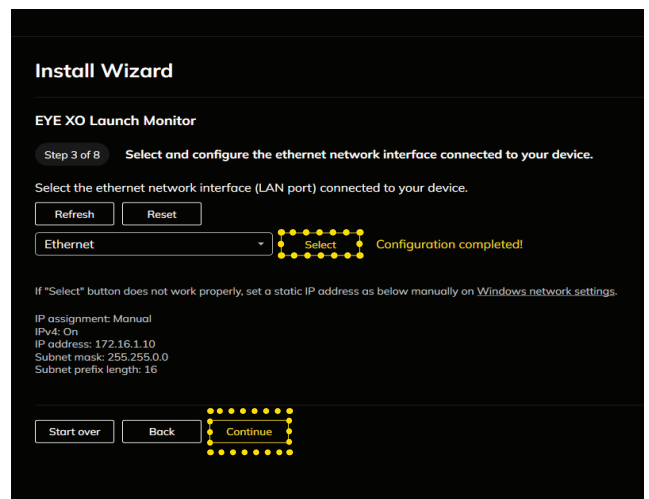 Install Wizard
EYE XO Launch Monitor
Step 3 of 8 Select and configure the ethernet network interface connected to your device.
Select the ethernet network interface (LAN port) connected to your device.
Refresh Reset
Ethernet Select Configuration completed!
If "Select" button does not work properly, set a static IP address as below manually on Windows network settings.
IP assignment: Manual
IPv4: On
IP address: 172.16.1.10
Subnet mask: 255.255.0.0
Subnet prefix length: 16
Start over Back Continue